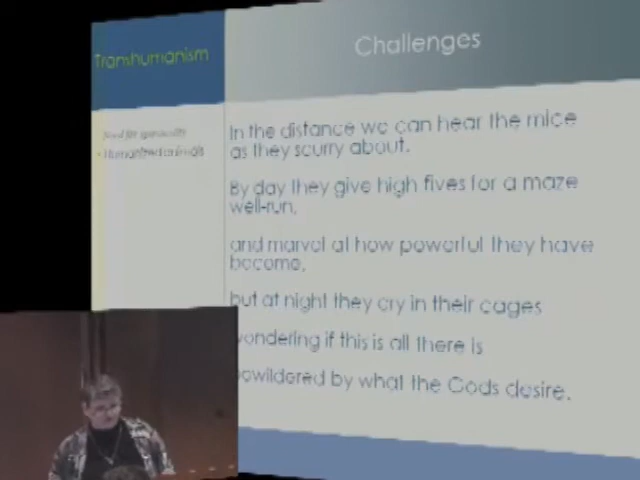 Transhumanism
Challenges
• Humanized animals
In the distance we can hear the mice
as they scurry about.
By day they give high fives for a maze
well-run,
and marvel at how powerful they have
become,
but at night they cry in their cages
wondering if this is all there is
bewildered by what the Gods desire.